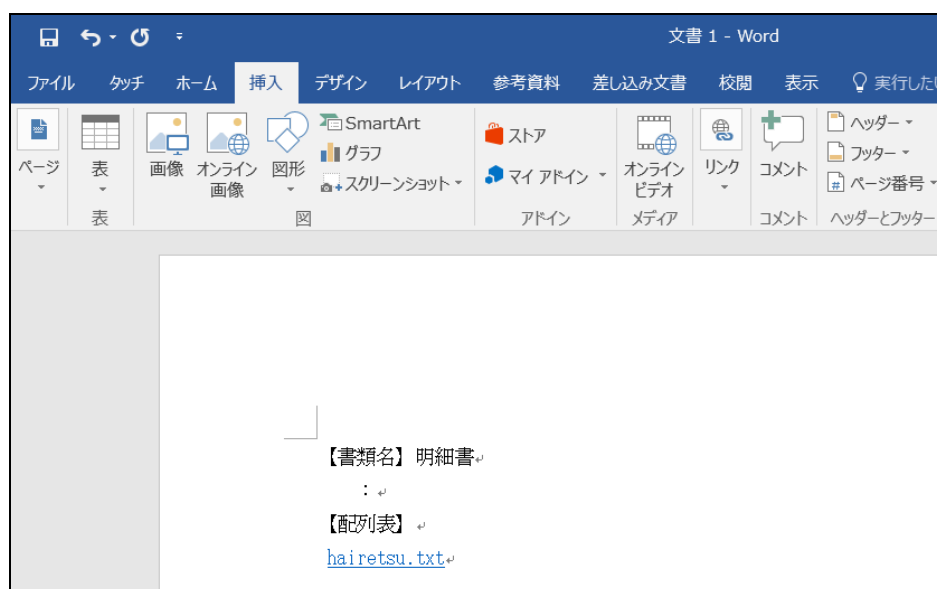 文書 1 - Word
ファイル タッチ ホーム 挿入 デザイン レイアウト 参考資料 差し込み文書 校閲 表示 実行した
ページ
表
画像
オンライン
画像
図形
SmartArt
グラフ
スクリーンショット
ストア
マイ アドイン
オンライン
ビデオ
リンク
コメント
ヘッダー
フッター
ページ番号
表 図 アドイン メディア コメント ヘッダーとフッター
【書類名】明細書
:
【配列表】
hairetsu.txt